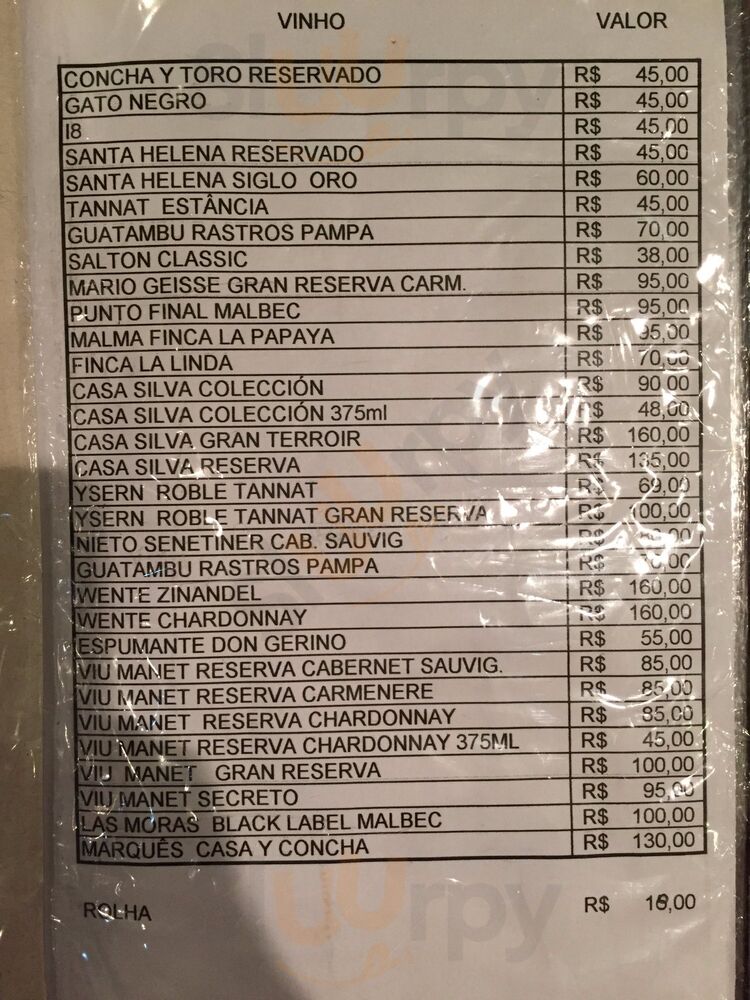 VINHO VALOR
CONCHA Y TORO RESERVADO R$ 45,00
GATO NEGRO R$ 45,00
I8 R$ 45,00
SANTA HELENA RESERVADO R$ 45,00
SANTA HELENA SIGLO ORO R$ 60,00
TANNAT ESTÂNCIA R$ 45,00
GUATAMBU RASTROS PAMPA R$ 70,00
SALTON CLASSIC R$ 38,00
MARIO GEISSE GRAN RESERVA CARM. R$ 95,00
PUNTO FINAL MALBEC R$ 95,00
MALMA FINCA LA PAPAYA R$ 95,00
FINCA LA LINDA R$ 70,00
CASA SILVA COLECCIÓN R$ 90,00
CASA SILVA COLECCIÓN 375ml R$ 48,00
CASA SILVA GRAN TERROIR R$ 160,00
CASA SILVA RESERVA R$ 135,00
YSERN ROBLE TANNAT R$ 69,00
YSERN ROBLE TANNAT GRAN RESERVA R$ 100,00
NIETO SENETINER CAB. SAUVIG R$
GUATAMBU RASTROS PAMPA R$
WENTE ZINANDEL R$ 160,00
WENTE CHARDONNAY R$ 160,00
ESPUMANTE DON GERINO R$ 55,00
VIU MANET RESERVA CABERNET SAUVIG. R$ 85,00
VIU MANET RESERVA CARMENERE R$ 85,00
VIU MANET RESERVA CHARDONNAY R$ 85,00
VIU MANET RESERVA CHARDONNAY 375ML R$ 45,00
VIU MANET GRAN RESERVA R$ 100,00
VIU MANET SECRETO R$ 95,00
LAS MORAS BLACK LABEL MALBEC R$ 100,00
MARQUÊS CASA Y CONCHA R$ 130,00
ROLHA R$